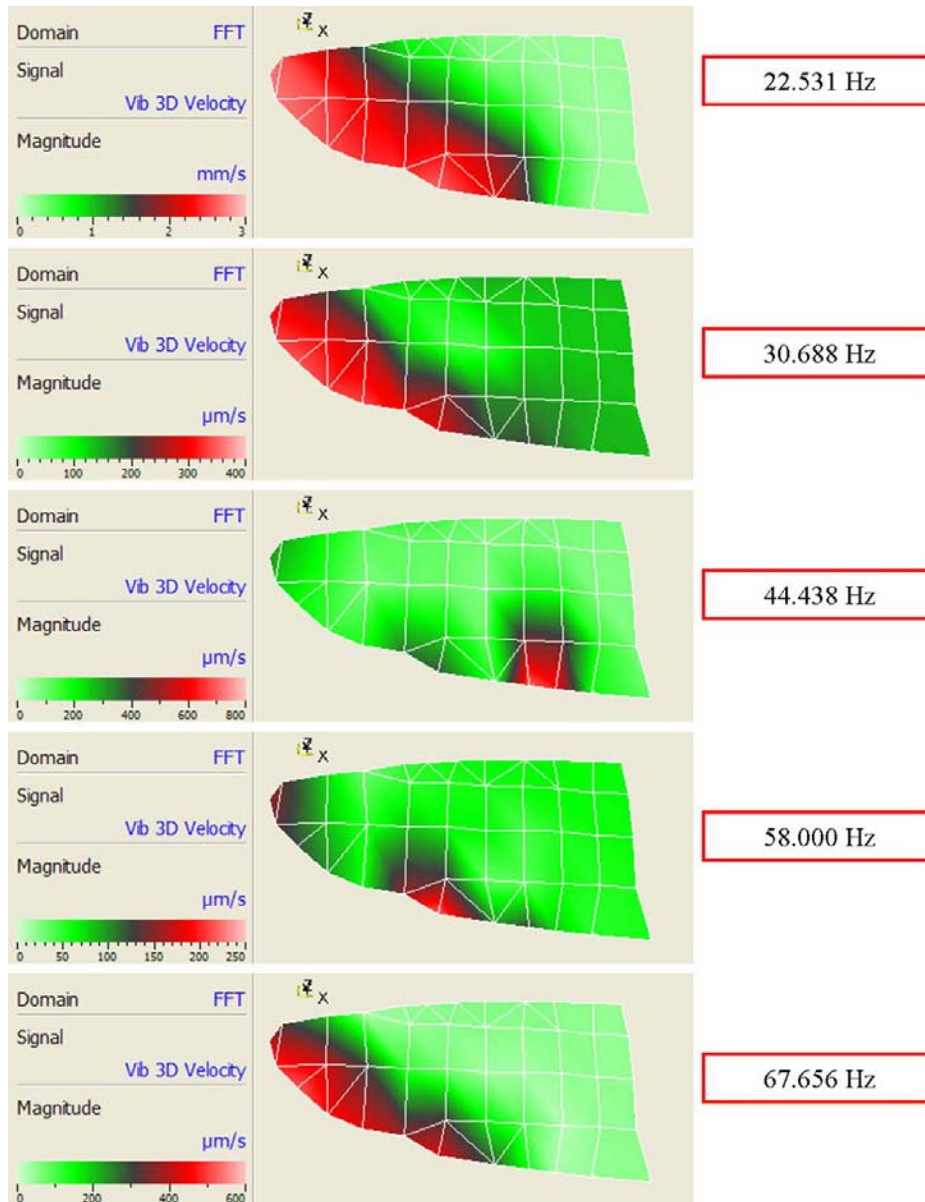 Domain FFT
Signal
Vib 3D Velocity
Magnitude
mm/s
0 1 2 3
Z
X
22.531 Hz
Domain FFT
Signal
Vib 3D Velocity
Magnitude
µm/s
0 100 200 300 400
Z
X
30.688 Hz
Domain FFT
Signal
Vib 3D Velocity
Magnitude
µm/s
0 200 400 600 800
Z
X
44.438 Hz
Domain FFT
Signal
Vib 3D Velocity
Magnitude
µm/s
0 50 100 150 200 250
Z
X
58.000 Hz
Domain FFT
Signal
Vib 3D Velocity
Magnitude
µm/s
0 200 400 600
Z
X
67.656 Hz